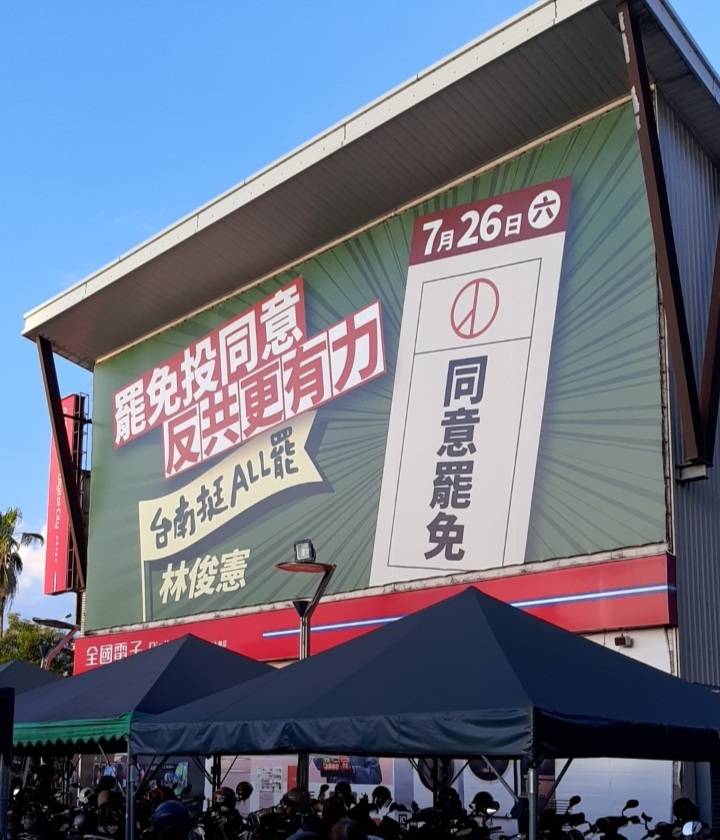 7月26日六
罷免投同意
反共更有力
台南挺ALL罷
林俊憲
同意罷免
全國電子